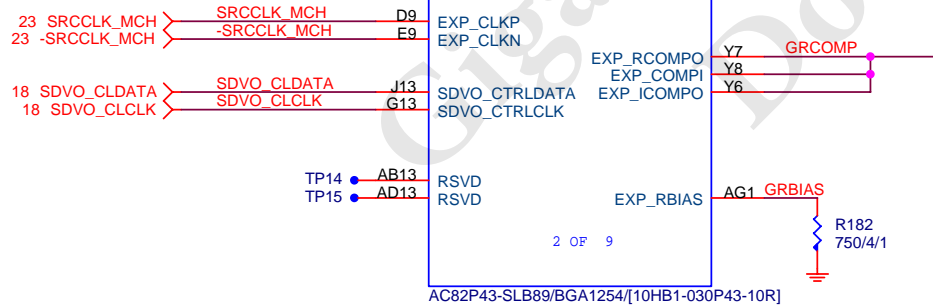 23 SRCCLK_MCH SRCCLK_MCH D9 EXP_CLKP
23 -SRCCLK_MCH -SRCCLK_MCH E9 EXP_CLKN
EXP_RCOMPO Y7 GRCOMP
EXP_COMPI Y8
18 SDVO_CLDATA SDVO_CLDATA J13 SDVO_CTRLDATA EXP_ICOMPO Y6
18 SDVO_CLCLK SDVO_CLCLK G13 SDVO_CTRLCLK
TP14 AB13 RSVD
TP15 AD13 RSVD EXP_RBIAS AG1 GRBIAS
R182
750/4/1
2 OF 9
AC82P43-SLB89/BGA1254/[10HB1-030P43-10R]